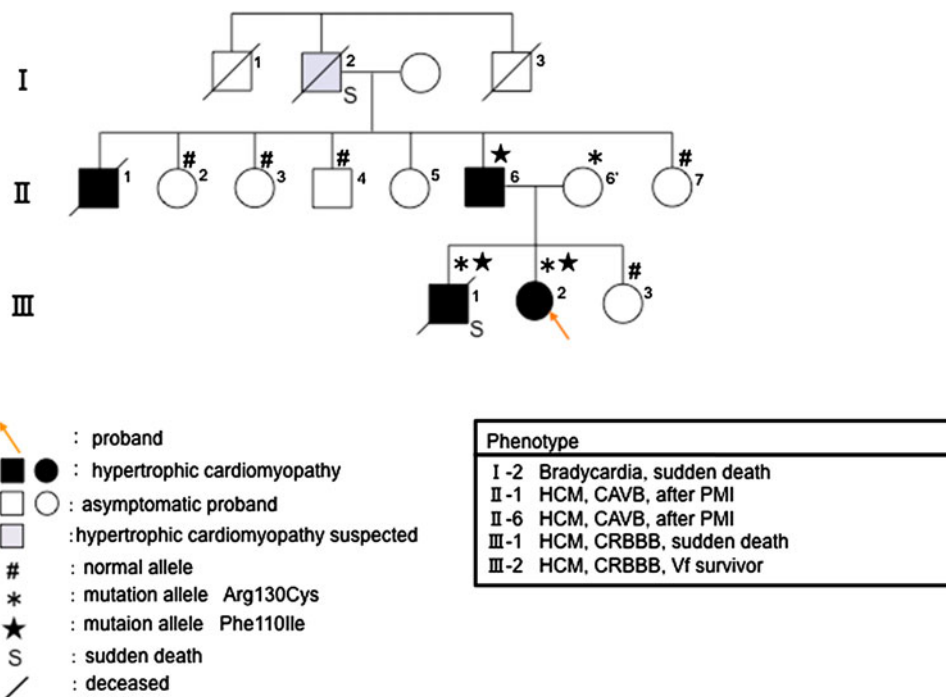 1 2 3
I
S
# # # ★ *
1 2 3 4 5 6 6' 7 #
II
* ★ * ★ #
1 2 3
III
S
: proband
: hypertrophic cardiomyopathy
: asymptomatic proband
:hypertrophic cardiomyopathy suspected
# : normal allele
* : mutation allele Arg130Cys
★ : mutaion allele Phe110Ile
S : sudden death
: deceased
Phenotype
I -2 Bradycardia, sudden death
II -1 HCM, CAVB, after PMI
II -6 HCM, CAVB, after PMI
III -1 HCM, CRBBB, sudden death
III -2 HCM, CRBBB, Vf survivor